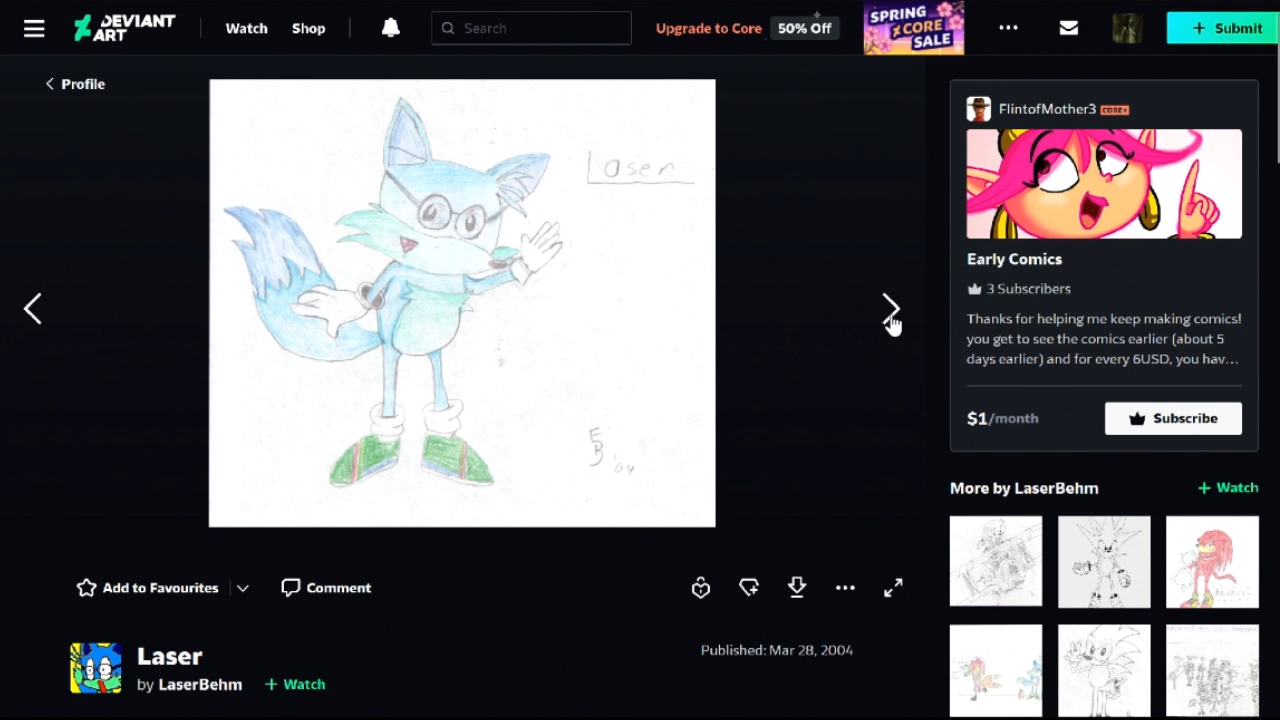 DEVIANT
ART
Watch
Shop
Search
Upgrade to Core
50% Off
SPRING
CORE
SALE
+ Submit
Profile
Laser
EB
'04
FlintofMother3 CORE+
Early Comics
3 Subscribers
Thanks for helping me keep making comics!
you get to see the comics earlier (about 5
days earlier) and for every 6USD, you hav...
$1/month
Subscribe
More by LaserBehm
+ Watch
Add to Favourites
Comment
Laser
by LaserBehm
+ Watch
Published: Mar 28, 2004